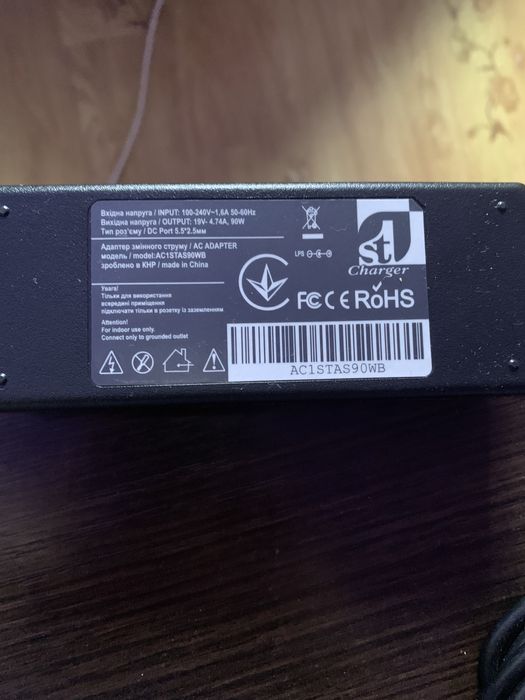 Вхідна напруга / INPUT: 100-240V~1,6A 50-60Hz
Вихідна напруга / OUTPUT: 19V- 4.74A, 90W
Тип роз'єму / DC Port 5.5*2.5мм
Адаптер змінного струму / AC ADAPTER
модель / model:AC1STAS90WB
зроблено в КНР / made in China
Увага!
Тільки для використання
всередині приміщення
підключати тільки в розетку із заземленням
Attention!
For indoor use only.
Connect only to grounded outlet
LPS
1st
Charger
FC CE RoHS
AC1STAS90WB